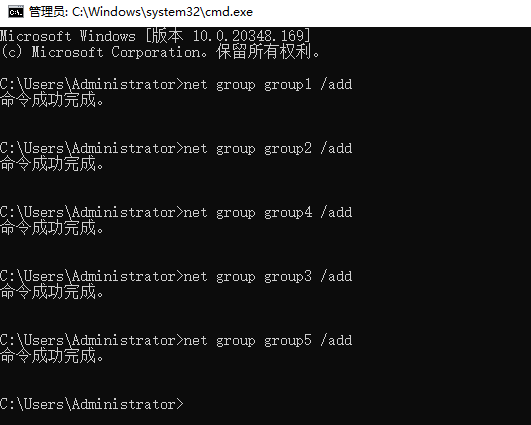 管理员: C:\Windows\system32\cmd.exe
Microsoft Windows [版本 10.0.20348.169]
(c) Microsoft Corporation。保留所有权利。
C:\Users\Administrator>net group group1 /add
命令成功完成。
C:\Users\Administrator>net group group2 /add
命令成功完成。
C:\Users\Administrator>net group group4 /add
命令成功完成。
C:\Users\Administrator>net group group3 /add
命令成功完成。
C:\Users\Administrator>net group group5 /add
命令成功完成。
C:\Users\Administrator>